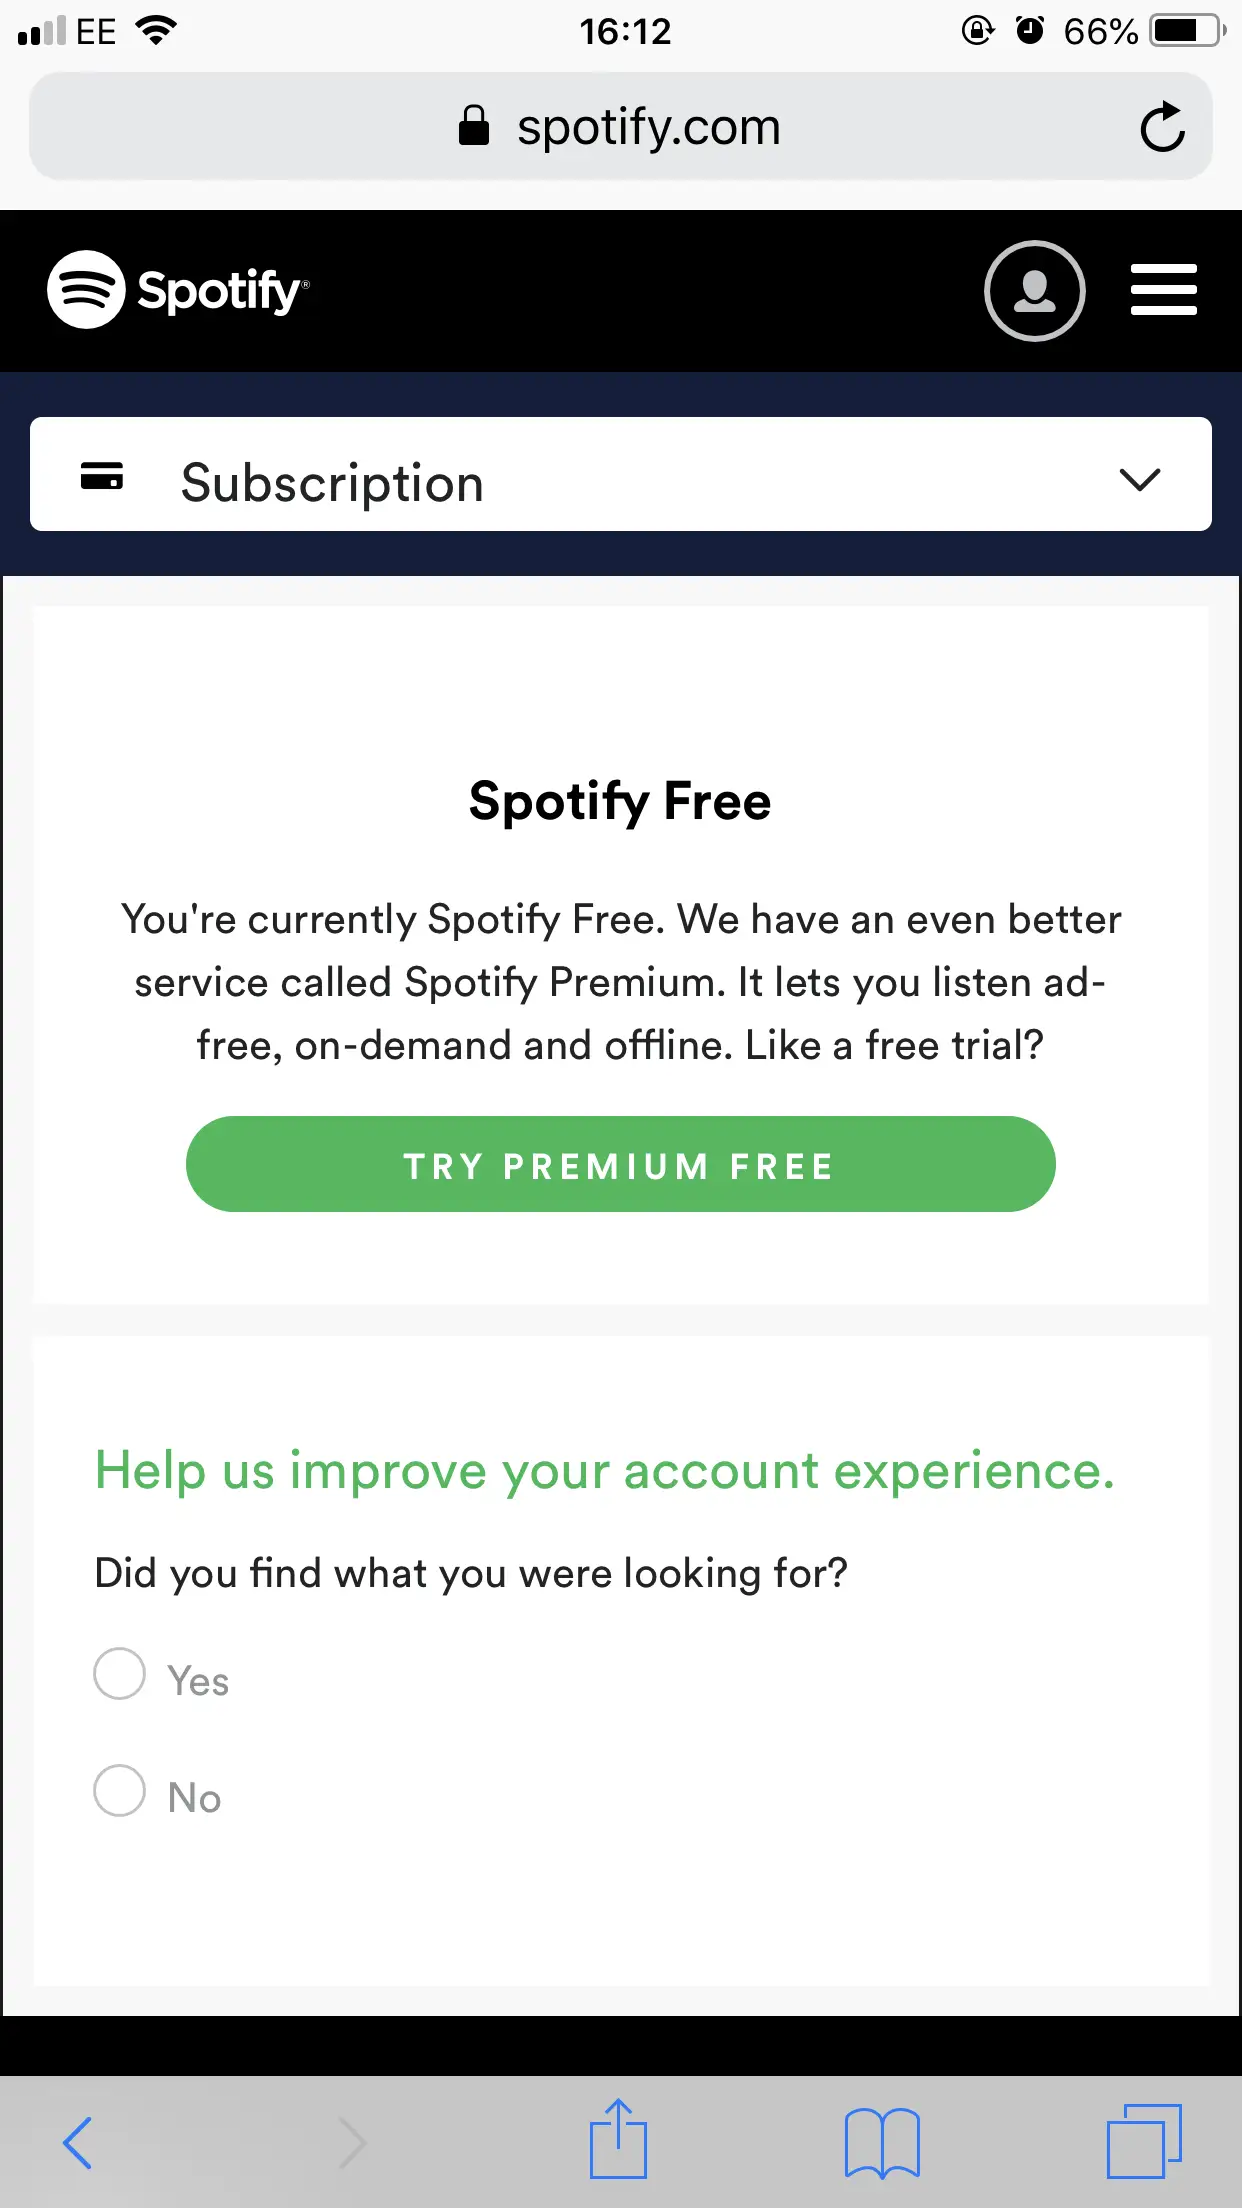 EE 16:12 66%
spotify.com
Spotify®
Subscription
Spotify Free
You're currently Spotify Free. We have an even better
service called Spotify Premium. It lets you listen ad-
free, on-demand and offline. Like a free trial?
TRY PREMIUM FREE
Help us improve your account experience.
Did you find what you were looking for?
Yes
No